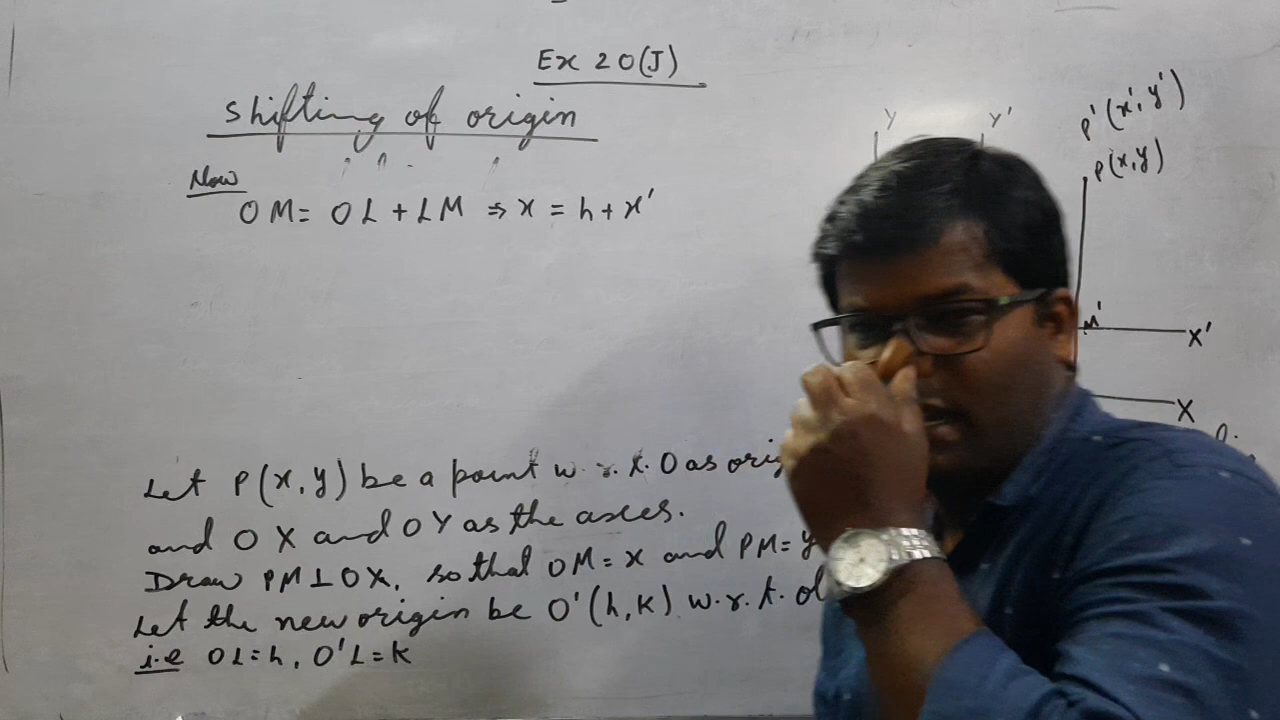 Ex 20(J)
Shifting of origin
Now
OM = OL + LM ⇒ x = h + x'
Y Y'
P'(x', y')
P(x, y)
M'
X'
X
Let P(x, y) be a point w.r.t. O as
and OX and OY as the axes.
Draw PM ⊥ OX, so that OM = x and PM = y
Let the new origin be O'(h, k) w.r.t.
i.e OL = h, O'L = k